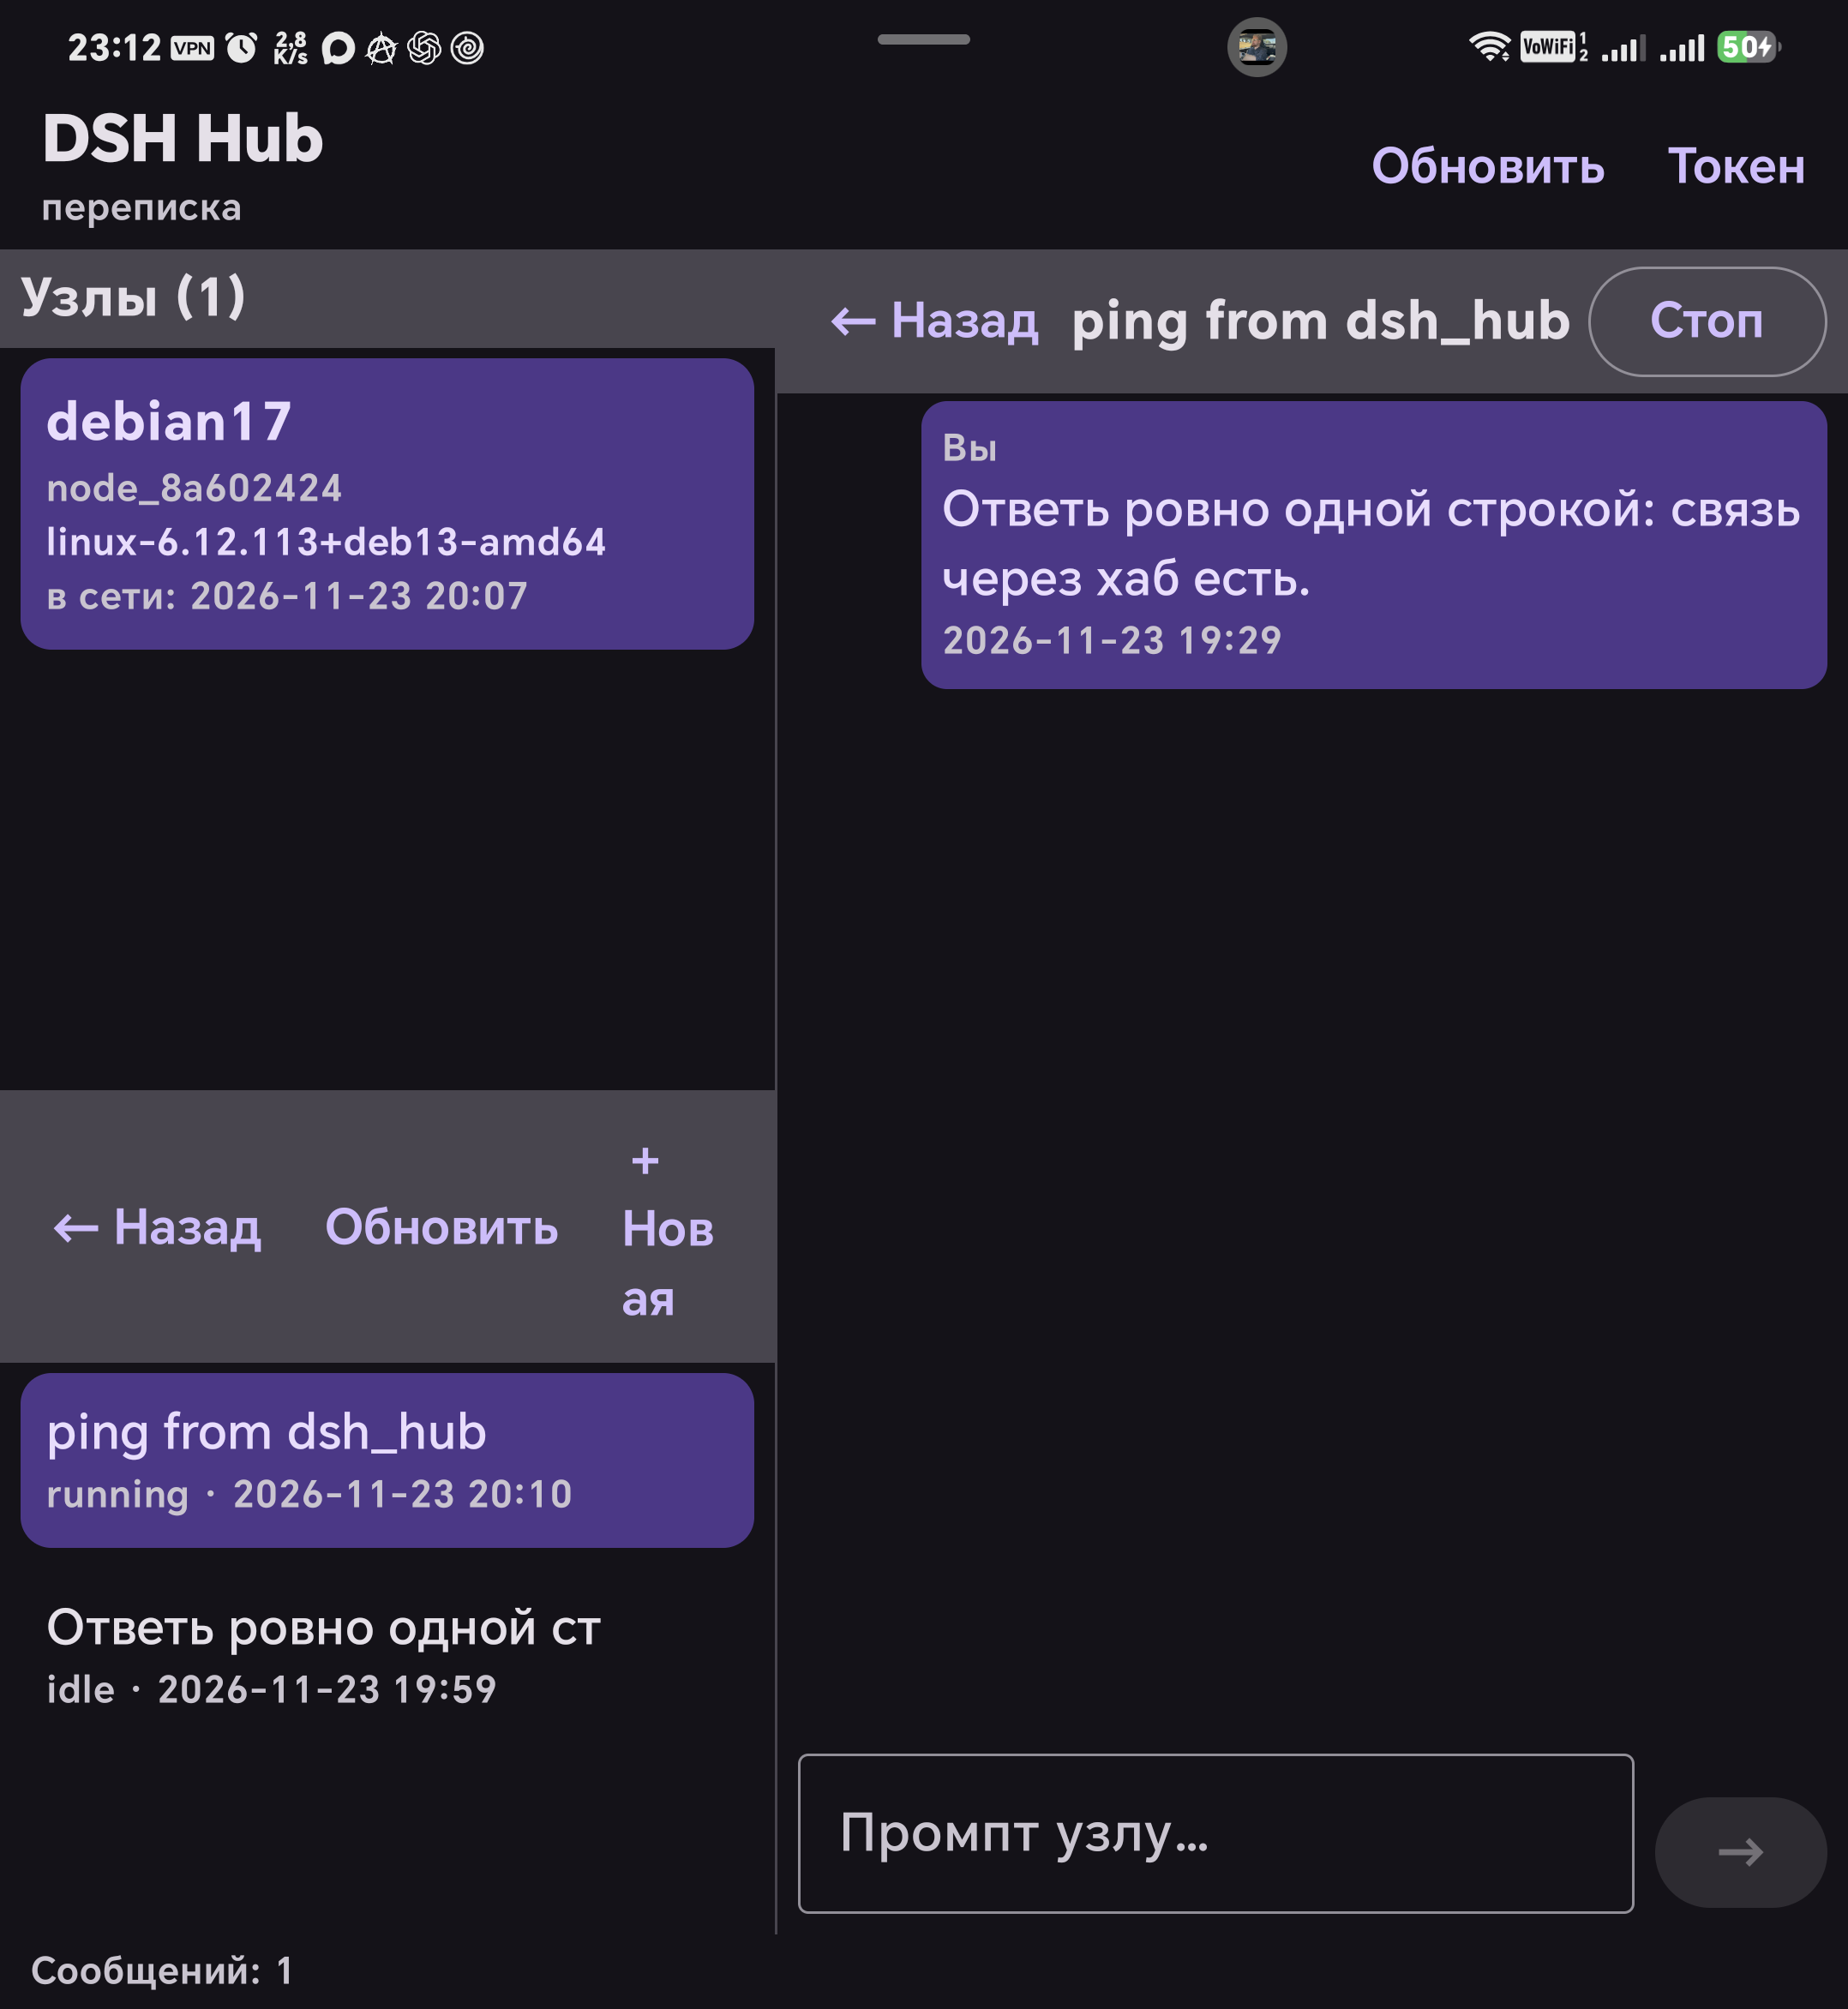 23:12 VPN 2,8 K/s VoWiFi 1 2 50
DSH Hub
переписка
Обновить Токен
Узлы (1)
debian17
node_8a602424
linux-6.12.113+deb13-amd64
в сети: 2026-11-23 20:07
← Назад Обновить + Нов
ая
ping from dsh_hub
running · 2026-11-23 20:10
Ответь ровно одной ст
idle · 2026-11-23 19:59
← Назад ping from dsh_hub Стоп
Вы
Ответь ровно одной строкой: связь
через хаб есть.
2026-11-23 19:29
Промпт узлу…
→
Сообщений: 1